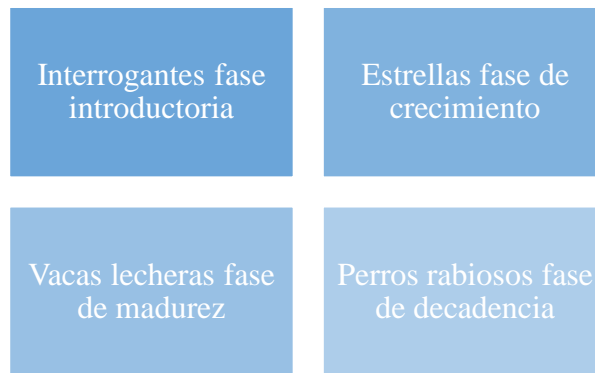 Interrogantes fase
introductoria
Estrellas fase de
crecimiento
Vacas lecheras fase
de madurez
Perros rabiosos fase
de decadencia